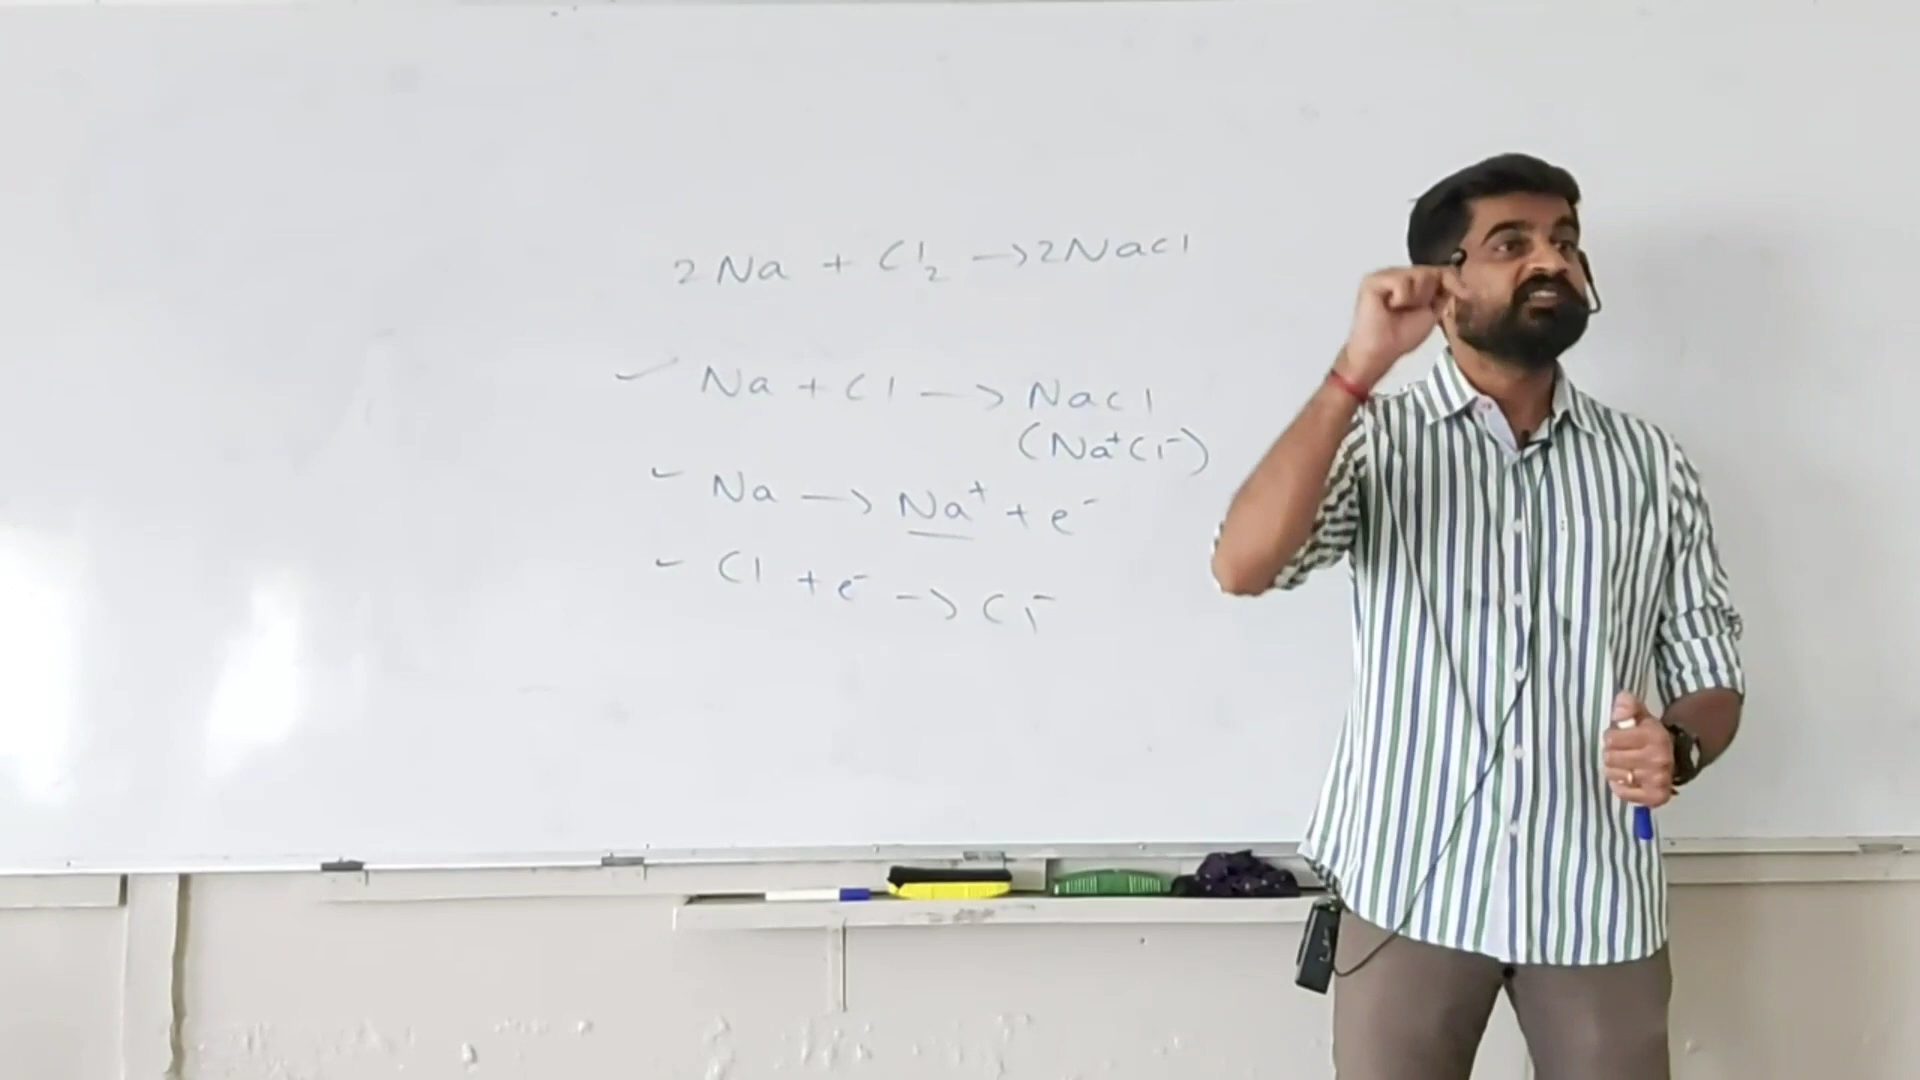 2Na + Cl₂ → 2NaCl
Na + Cl → NaCl
(Na⁺Cl⁻)
Na → Na⁺ + e⁻
Cl + e⁻ → Cl⁻